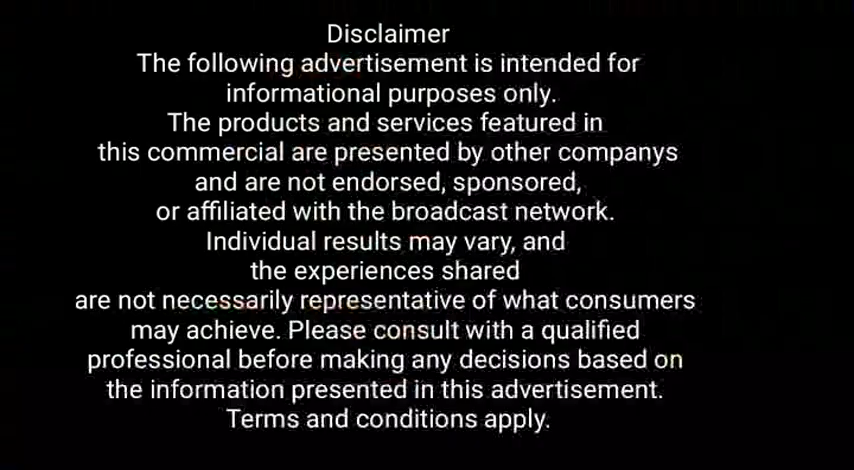 Disclaimer
The following advertisement is intended for
informational purposes only.
The products and services featured in
this commercial are presented by other companys
and are not endorsed, sponsored,
or affiliated with the broadcast network.
Individual results may vary, and
the experiences shared
are not necessarily representative of what consumers
may achieve. Please consult with a qualified
professional before making any decisions based on
the information presented in this advertisement.
Terms and conditions apply.